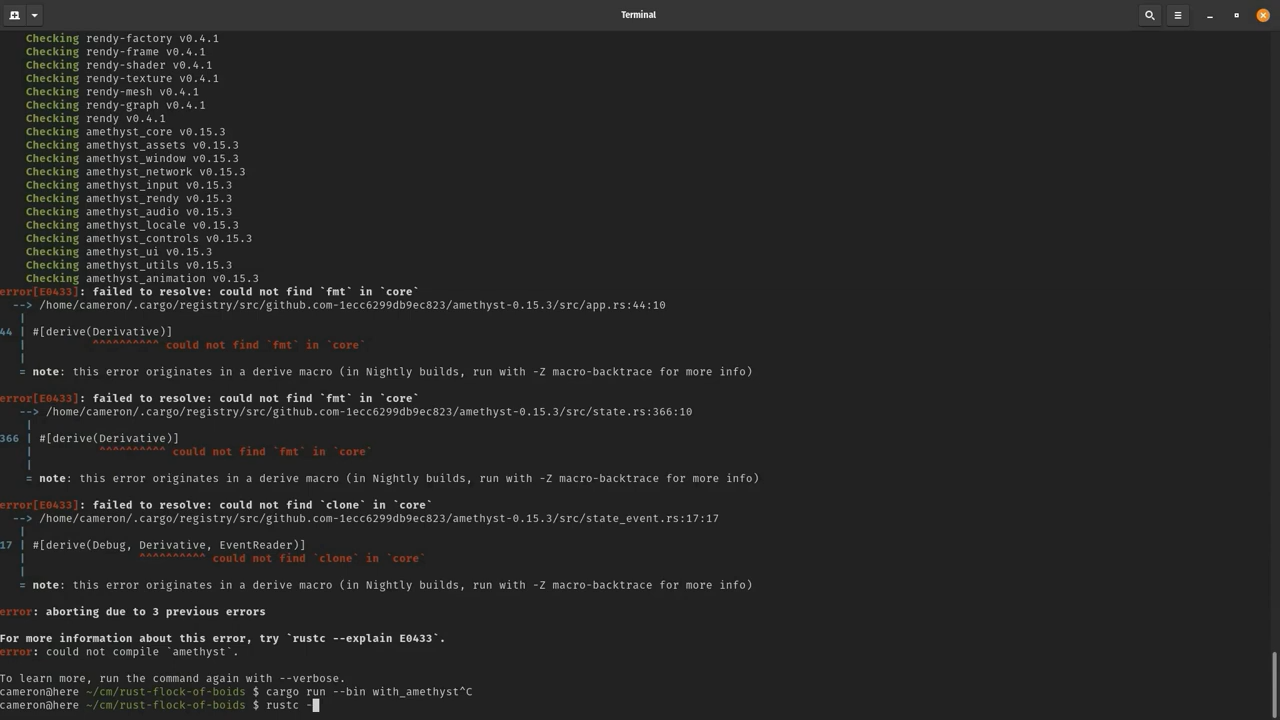 Terminal
Checking rendy-factory v0.4.1
Checking rendy-frame v0.4.1
Checking rendy-shader v0.4.1
Checking rendy-texture v0.4.1
Checking rendy-mesh v0.4.1
Checking rendy-graph v0.4.1
Checking rendy v0.4.1
Checking amethyst_core v0.15.3
Checking amethyst_assets v0.15.3
Checking amethyst_window v0.15.3
Checking amethyst_network v0.15.3
Checking amethyst_input v0.15.3
Checking amethyst_rendy v0.15.3
Checking amethyst_audio v0.15.3
Checking amethyst_locale v0.15.3
Checking amethyst_controls v0.15.3
Checking amethyst_ui v0.15.3
Checking amethyst_utils v0.15.3
Checking amethyst_animation v0.15.3
error[E0433]: failed to resolve: could not find `fmt` in `core`
--> /home/cameron/.cargo/registry/src/github.com-1ecc6299db9ec823/amethyst-0.15.3/src/app.rs:44:10
|
44 | #[derive(Derivative)]
| ^^^^^^^^^^ could not find `fmt` in `core`
|
= note: this error originates in a derive macro (in Nightly builds, run with -Z macro-backtrace for more info)
error[E0433]: failed to resolve: could not find `fmt` in `core`
--> /home/cameron/.cargo/registry/src/github.com-1ecc6299db9ec823/amethyst-0.15.3/src/state.rs:366:10
|
366 | #[derive(Derivative)]
| ^^^^^^^^^^ could not find `fmt` in `core`
|
= note: this error originates in a derive macro (in Nightly builds, run with -Z macro-backtrace for more info)
error[E0433]: failed to resolve: could not find `clone` in `core`
--> /home/cameron/.cargo/registry/src/github.com-1ecc6299db9ec823/amethyst-0.15.3/src/state_event.rs:17:17
|
17 | #[derive(Debug, Derivative, EventReader)]
| ^^^^^^^^^^ could not find `clone` in `core`
|
= note: this error originates in a derive macro (in Nightly builds, run with -Z macro-backtrace for more info)
error: aborting due to 3 previous errors
For more information about this error, try `rustc --explain E0433`.
error: could not compile `amethyst`.
To learn more, run the command again with --verbose.
cameron@here ~/cm/rust-flock-of-boids $ cargo run --bin with_amethyst^C
cameron@here ~/cm/rust-flock-of-boids $ rustc -